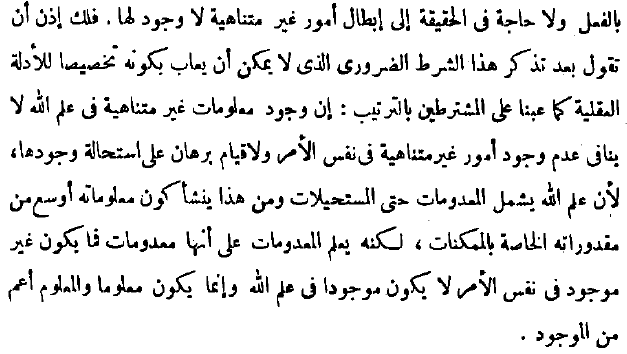 بالفعل ولا حاجة فى الحقيقة إلى إبطال أمور غير متناهية لا وجود لها . فلك إذن أن
تقول بعد تذكر هذا الشرط الضرورى الذى لا يمكن أن يعاب بكونه تخصيصا للأدلة
العقلية كما عبنا على المشترطين بالترتيب : إن وجود معلومات غير متناهية فى علم الله لا
ينافى عدم وجود أمور غير متناهية فى نفس الأمر ولا قيام برهان على استحالة وجودها،
لأن علم الله يشمل المعدومات حتى المستحيلات ومن هذا ينشأ كون معلوماته أوسع من
مقدوراته الخاصة بالممكنات ، لكنه يعلم المعدومات على أنها معدومات فما يكون غير
موجود فى نفس الأمر لا يكون موجودا فى علم الله وإنما يكون معلوما والمعلوم أعم
من الموجود .